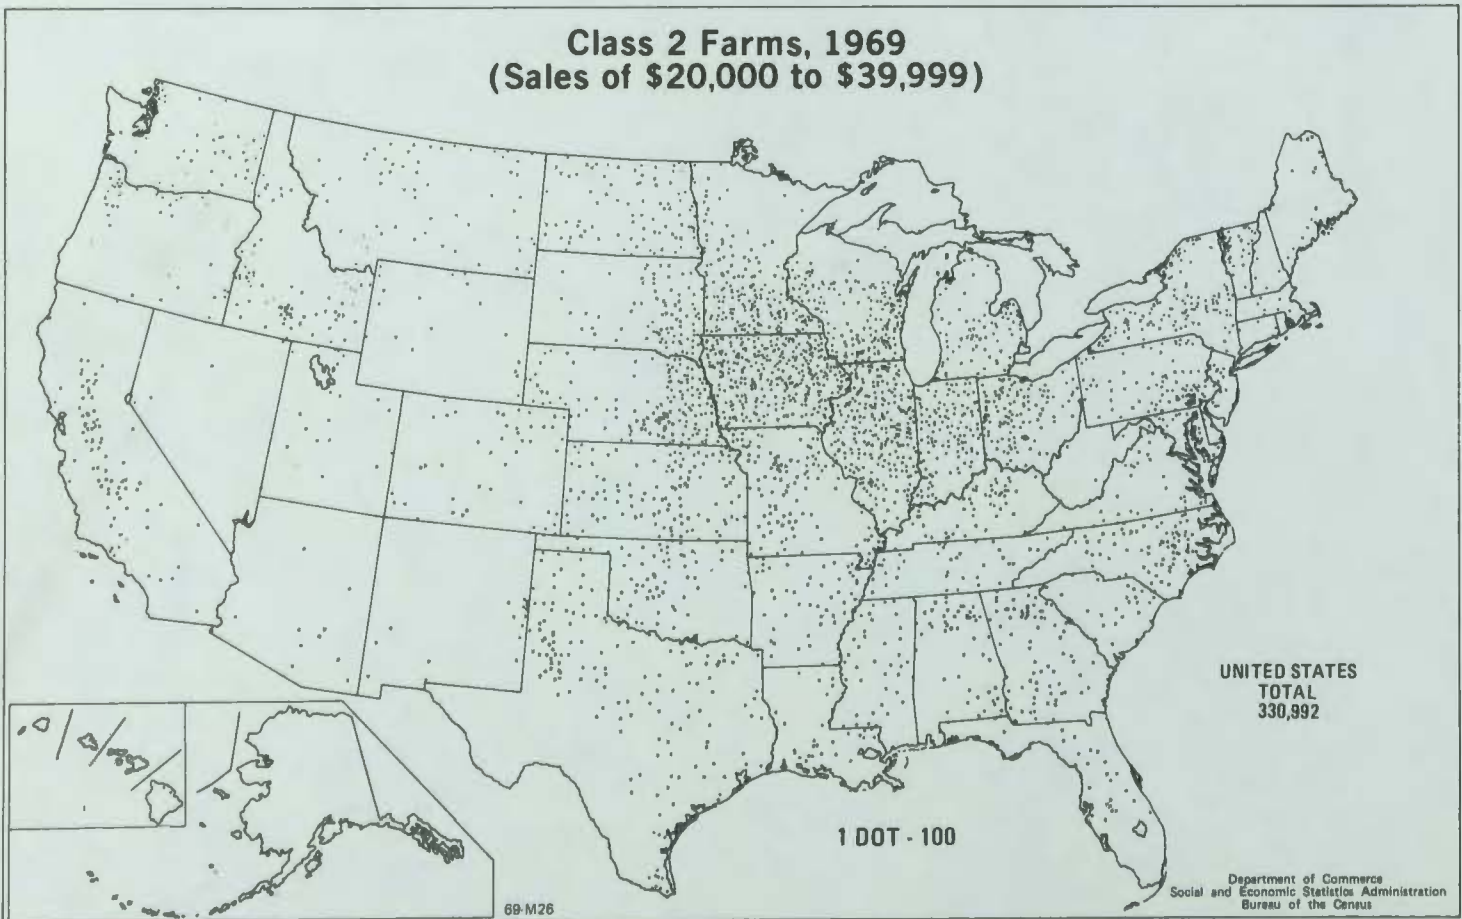 Class 2 Farms, 1969
(Sales of $20,000 to $39,999)
UNITED STATES
TOTAL
330,992
1 DOT - 100
Department of Commerce
Social and Economic Statistics Administration
Bureau of the Census
69-M26